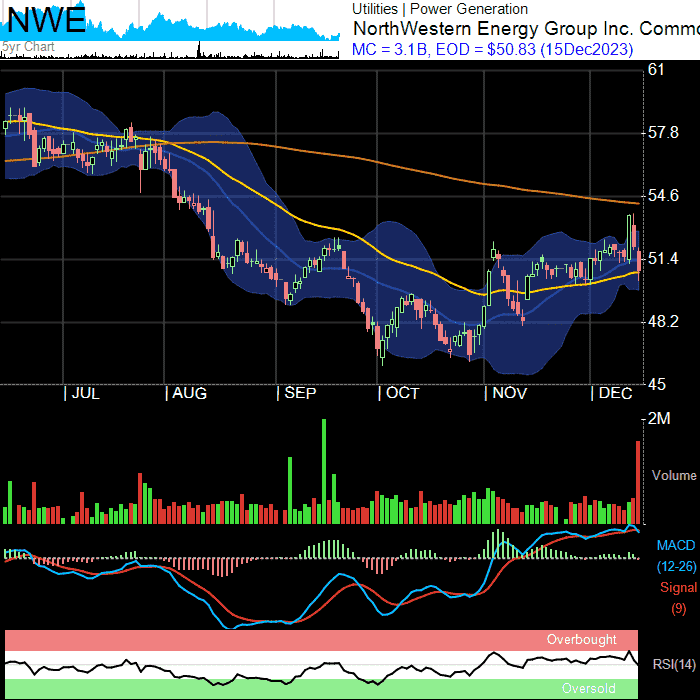 NWE
5yr Chart
Utilities | Power Generation
NorthWestern Energy Group Inc. Commo
MC = 3.1B, EOD = $50.83 (15Dec2023)
61
57.8
54.6
51.4
48.2
45
| JUL | AUG | SEP | OCT | NOV | DEC
2M
Volume
MACD
(12-26)
Signal
(9)
Overbought
RSI(14)
Oversold